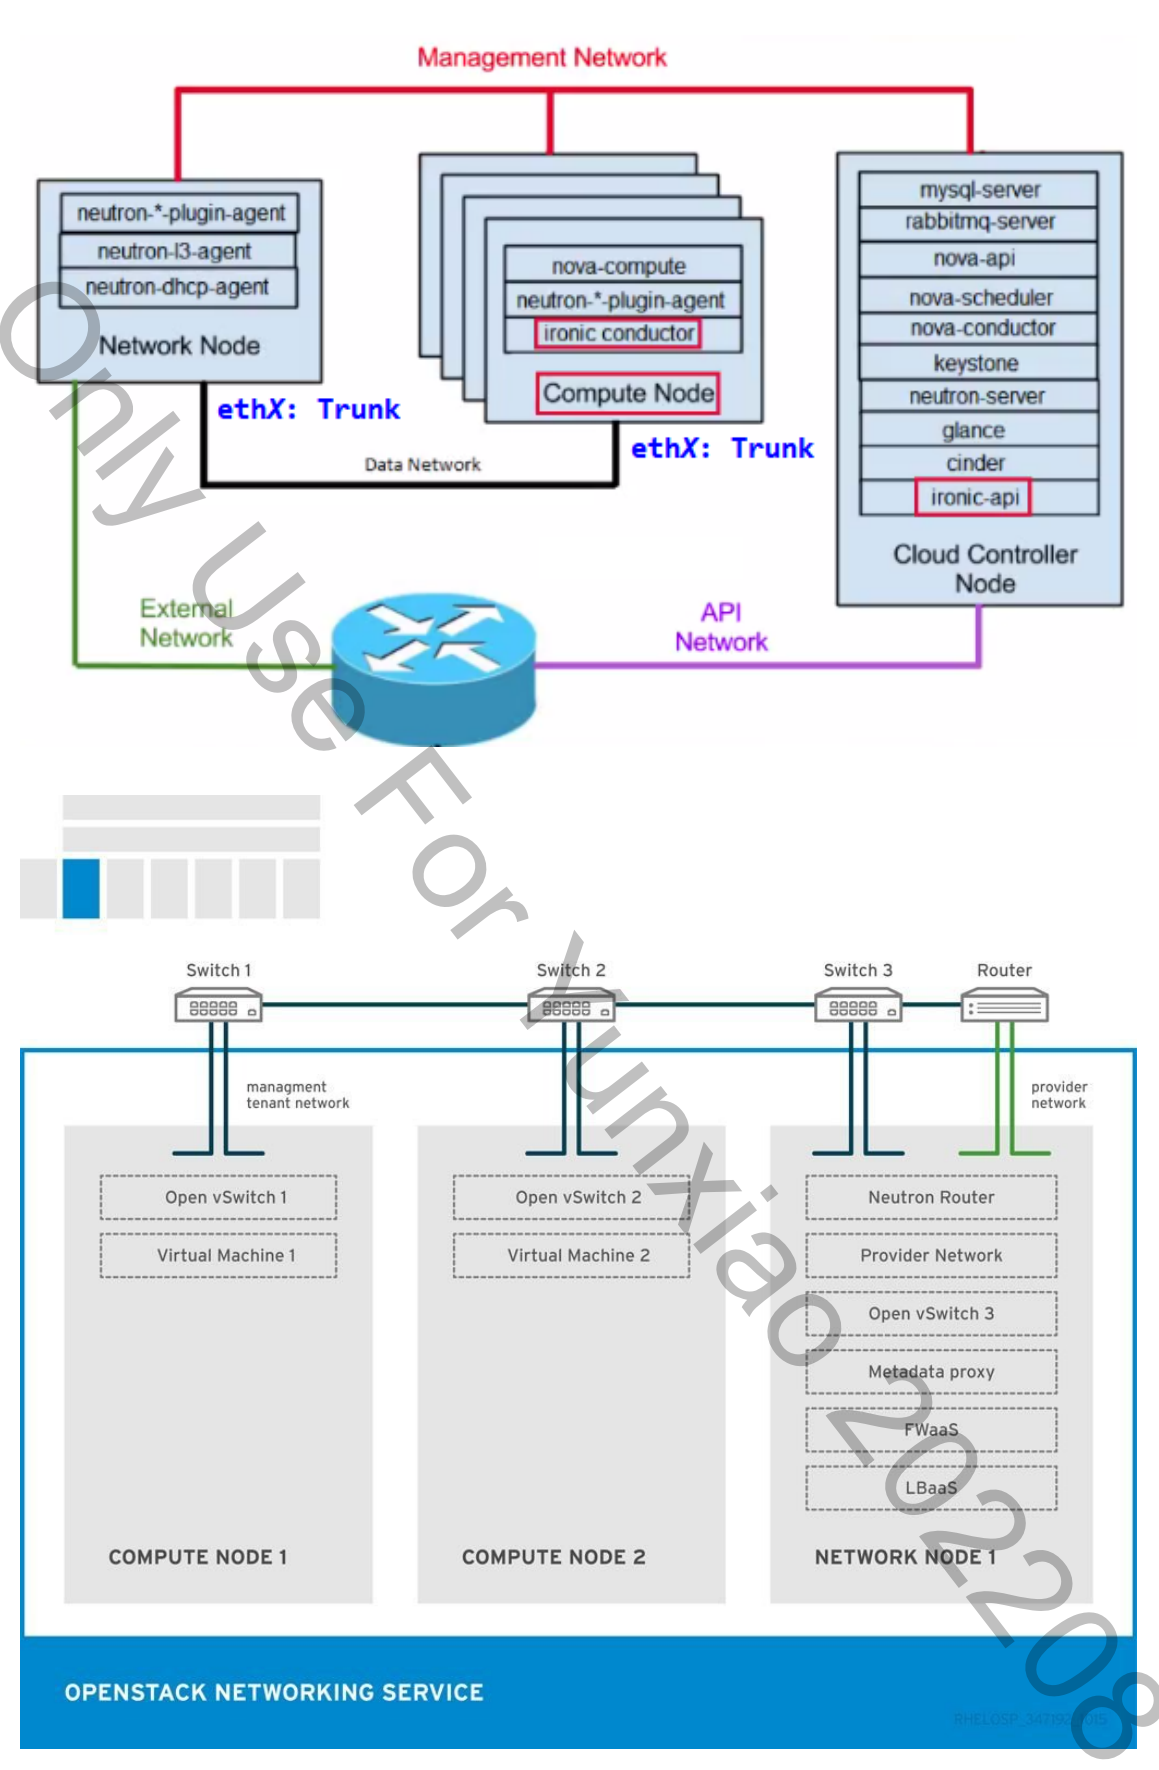 Management Network
neutron-*-plugin-agent
neutron-l3-agent
neutron-dhcp-agent
Network Node
nova-compute
neutron-*-plugin-agent
ironic conductor
Compute Node
mysql-server
rabbitmq-server
nova-api
nova-scheduler
nova-conductor
keystone
neutron-server
glance
cinder
ironic-api
Cloud Controller
Node
ethX: Trunk
ethX: Trunk
Data Network
External
Network
API
Network
Switch 1
Switch 2
Switch 3
Router
managment
tenant network
provider
network
Open vSwitch 1
Virtual Machine 1
COMPUTE NODE 1
Open vSwitch 2
Virtual Machine 2
COMPUTE NODE 2
Neutron Router
Provider Network
Open vSwitch 3
Metadata proxy
FWaaS
LBaaS
NETWORK NODE 1
OPENSTACK NETWORKING SERVICE
Only Use For Yunxiao 202208